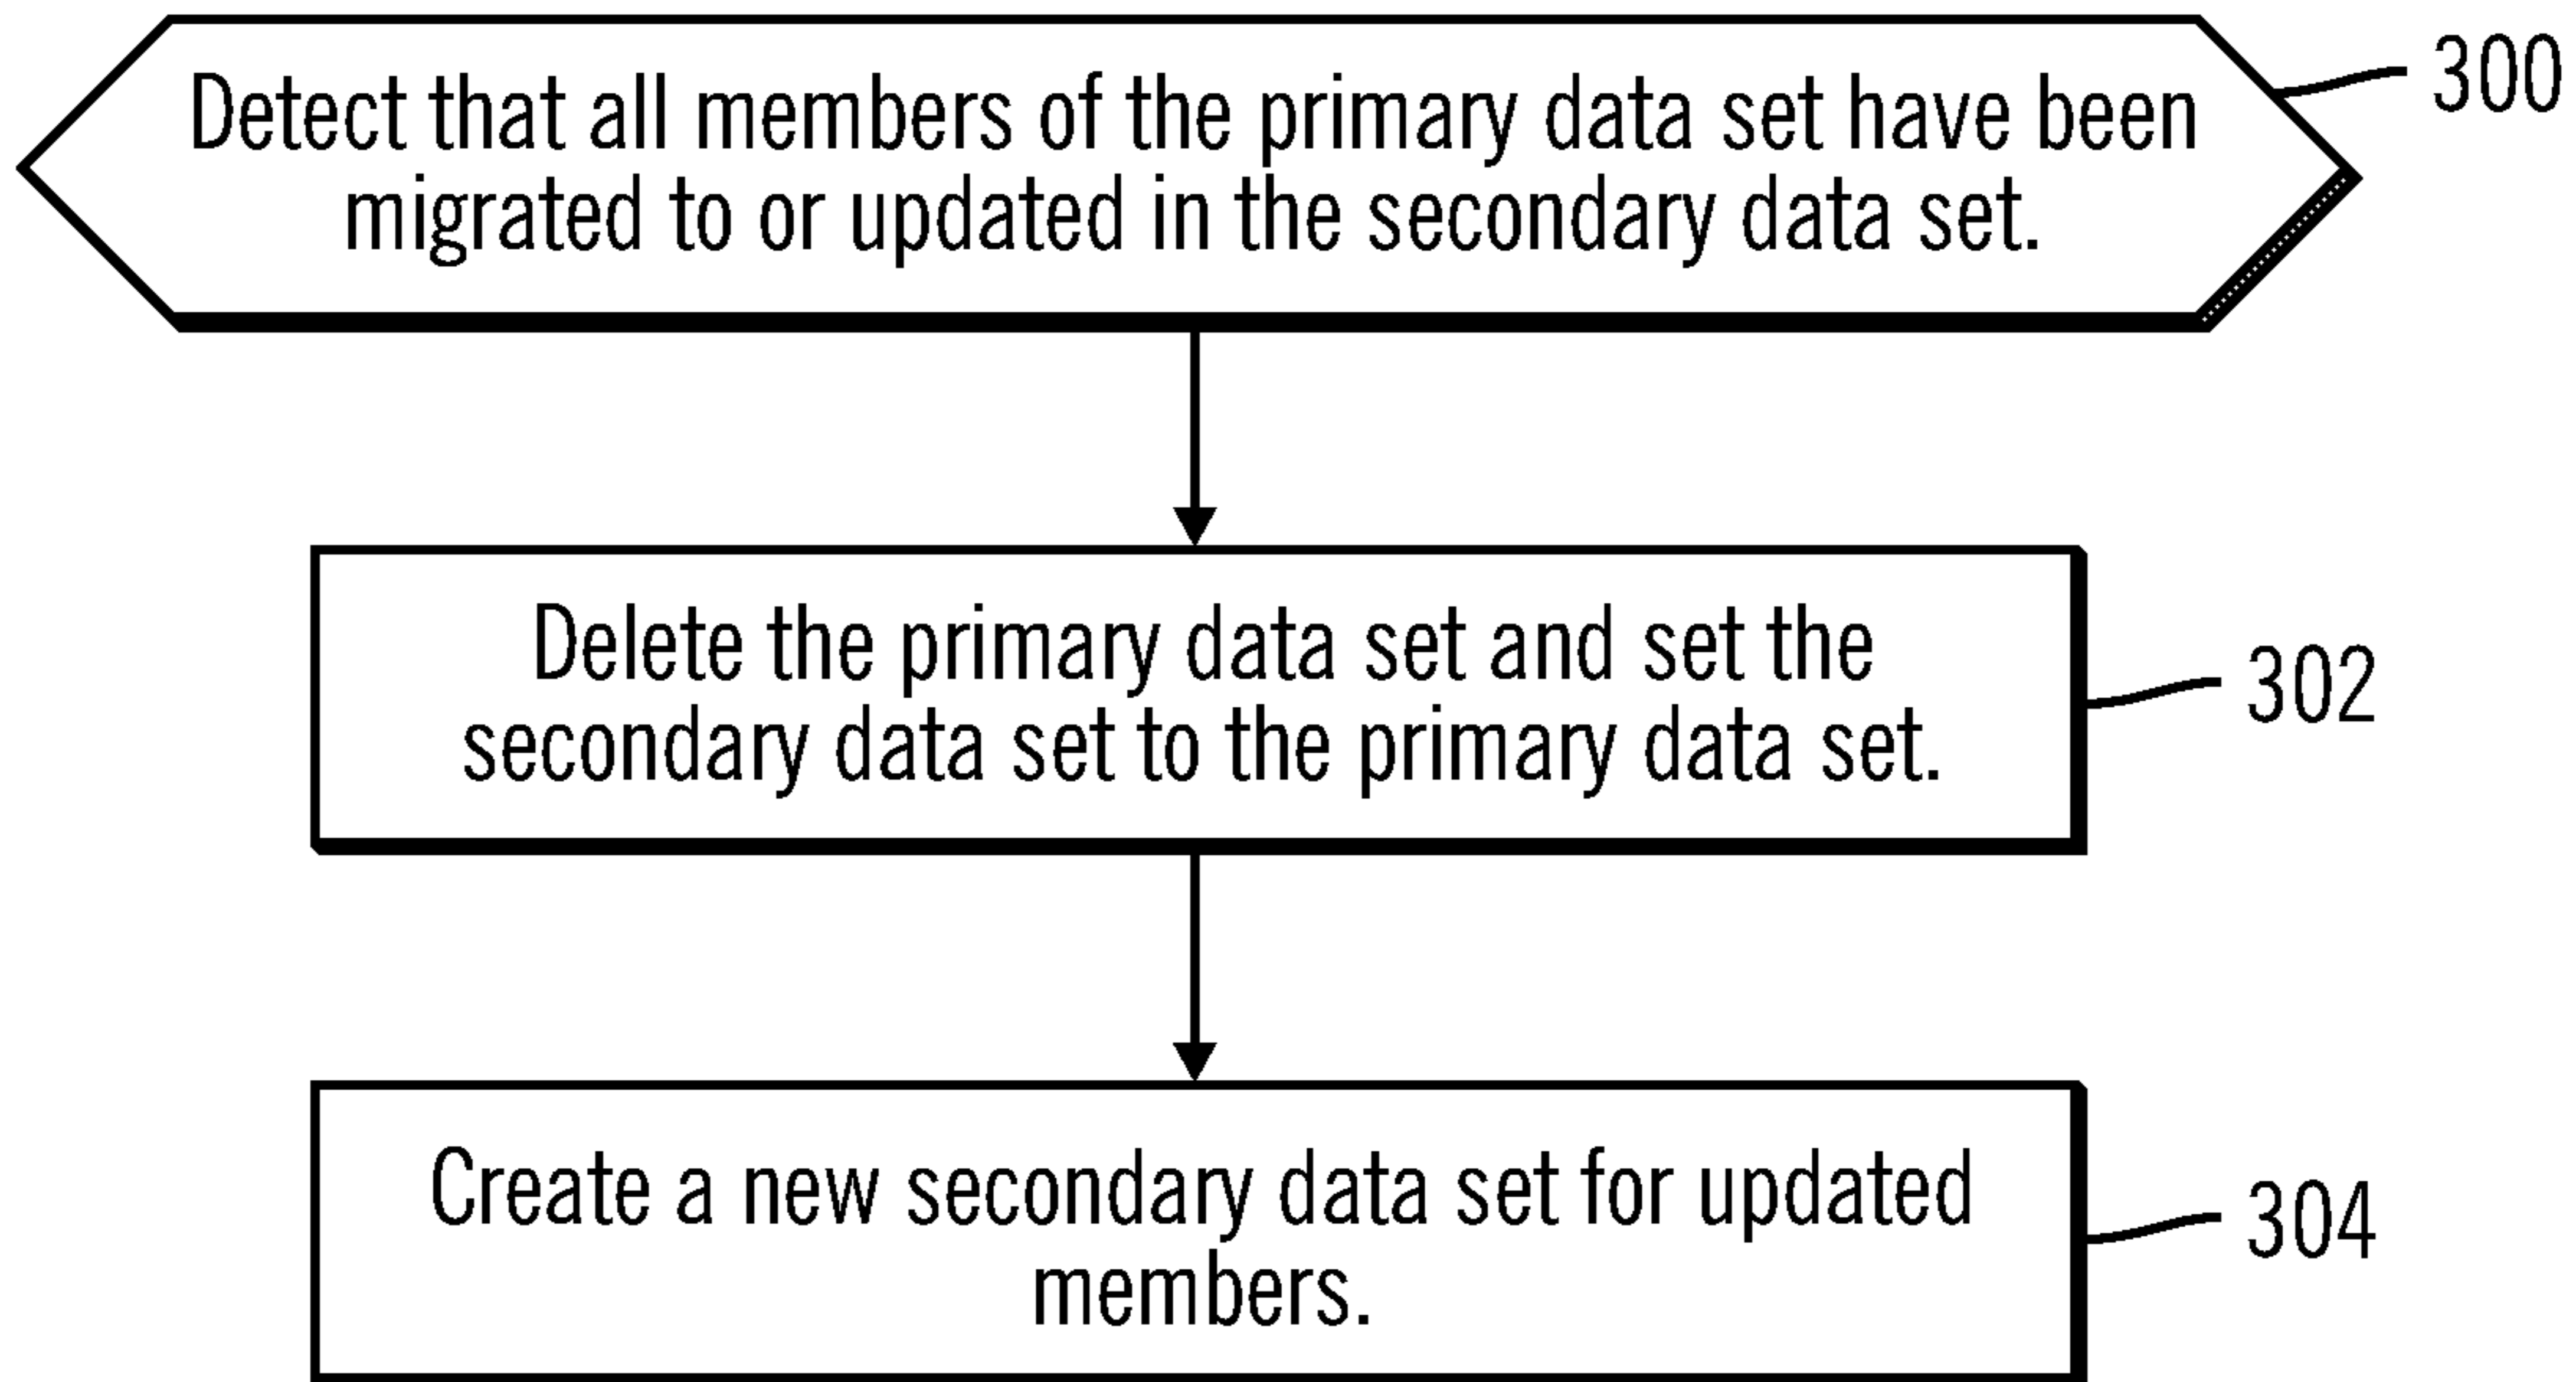 Detect that all members of the primary data set have been
migrated to or updated in the secondary data set.
300
Delete the primary data set and set the
secondary data set to the primary data set.
302
Create a new secondary data set for updated
members.
304